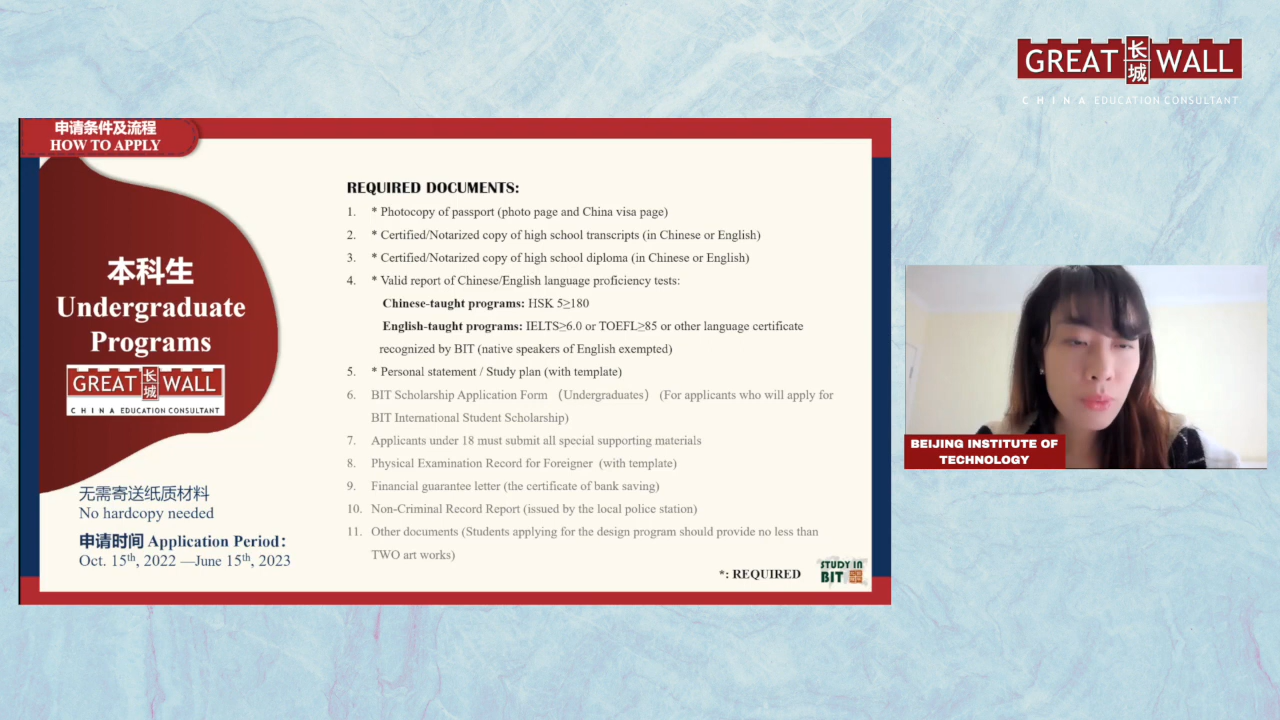 GREAT 长城 WALL
CHINA EDUCATION CONSULTANT
申请条件及流程
HOW TO APPLY
本科生
Undergraduate
Programs
GREAT 长城 WALL
CHINA EDUCATION CONSULTANT
无需寄送纸质材料
No hardcopy needed
申请时间 Application Period:
Oct. 15th, 2022 —June 15th, 2023
REQUIRED DOCUMENTS:
1. * Photocopy of passport (photo page and China visa page)
2. * Certified/Notarized copy of high school transcripts (in Chinese or English)
3. * Certified/Notarized copy of high school diploma (in Chinese or English)
4. * Valid report of Chinese/English language proficiency tests:
Chinese-taught programs: HSK 5≥180
English-taught programs: IELTS≥6.0 or TOEFL≥85 or other language certificate
recognized by BIT (native speakers of English exempted)
5. * Personal statement / Study plan (with template)
6. BIT Scholarship Application Form （Undergraduates） (For applicants who will apply for
BIT International Student Scholarship)
7. Applicants under 18 must submit all special supporting materials
8. Physical Examination Record for Foreigner (with template)
9. Financial guarantee letter (the certificate of bank saving)
10. Non-Criminal Record Report (issued by the local police station)
11. Other documents (Students applying for the design program should provide no less than
TWO art works)
*: REQUIRED
STUDY IN
BIT
BEIJING INSTITUTE OF
TECHNOLOGY